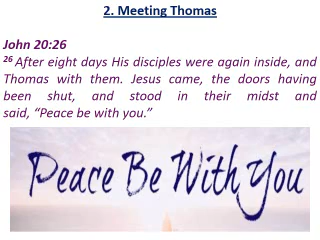 2. Meeting Thomas
John 20:26
26 After eight days His disciples were again inside, and
Thomas with them. Jesus came, the doors having
been shut, and stood in their midst and
said, “Peace be with you.”
Peace Be With You